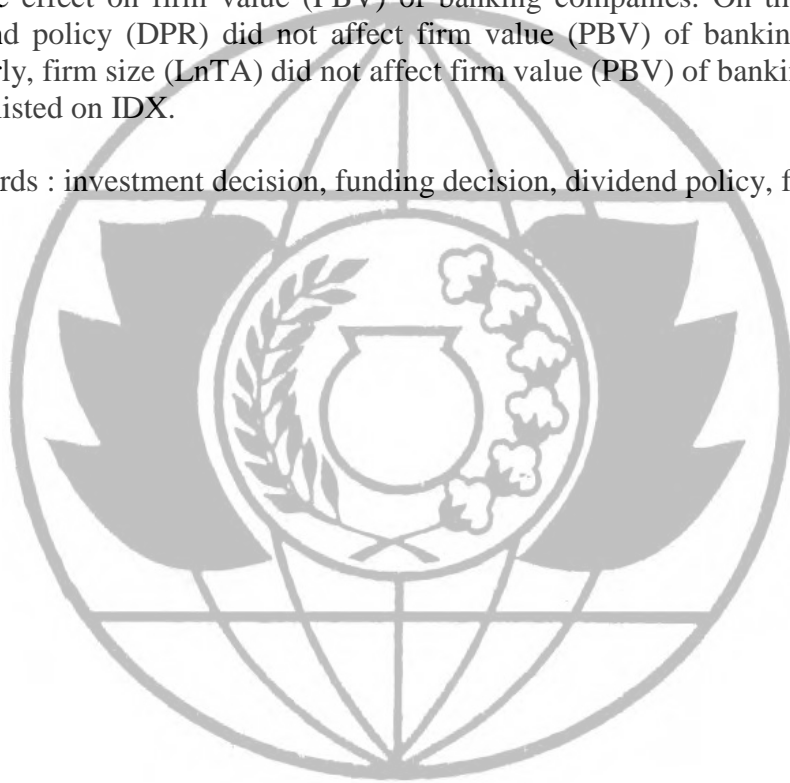 e effect on firm value (PBV) of banking companies. On th
nd policy (DPR) did not affect firm value (PBV) of banking
rly, firm size (LnTA) did not affect firm value (PBV) of bankin
listed on IDX.
rds : investment decision, funding decision, dividend policy, f